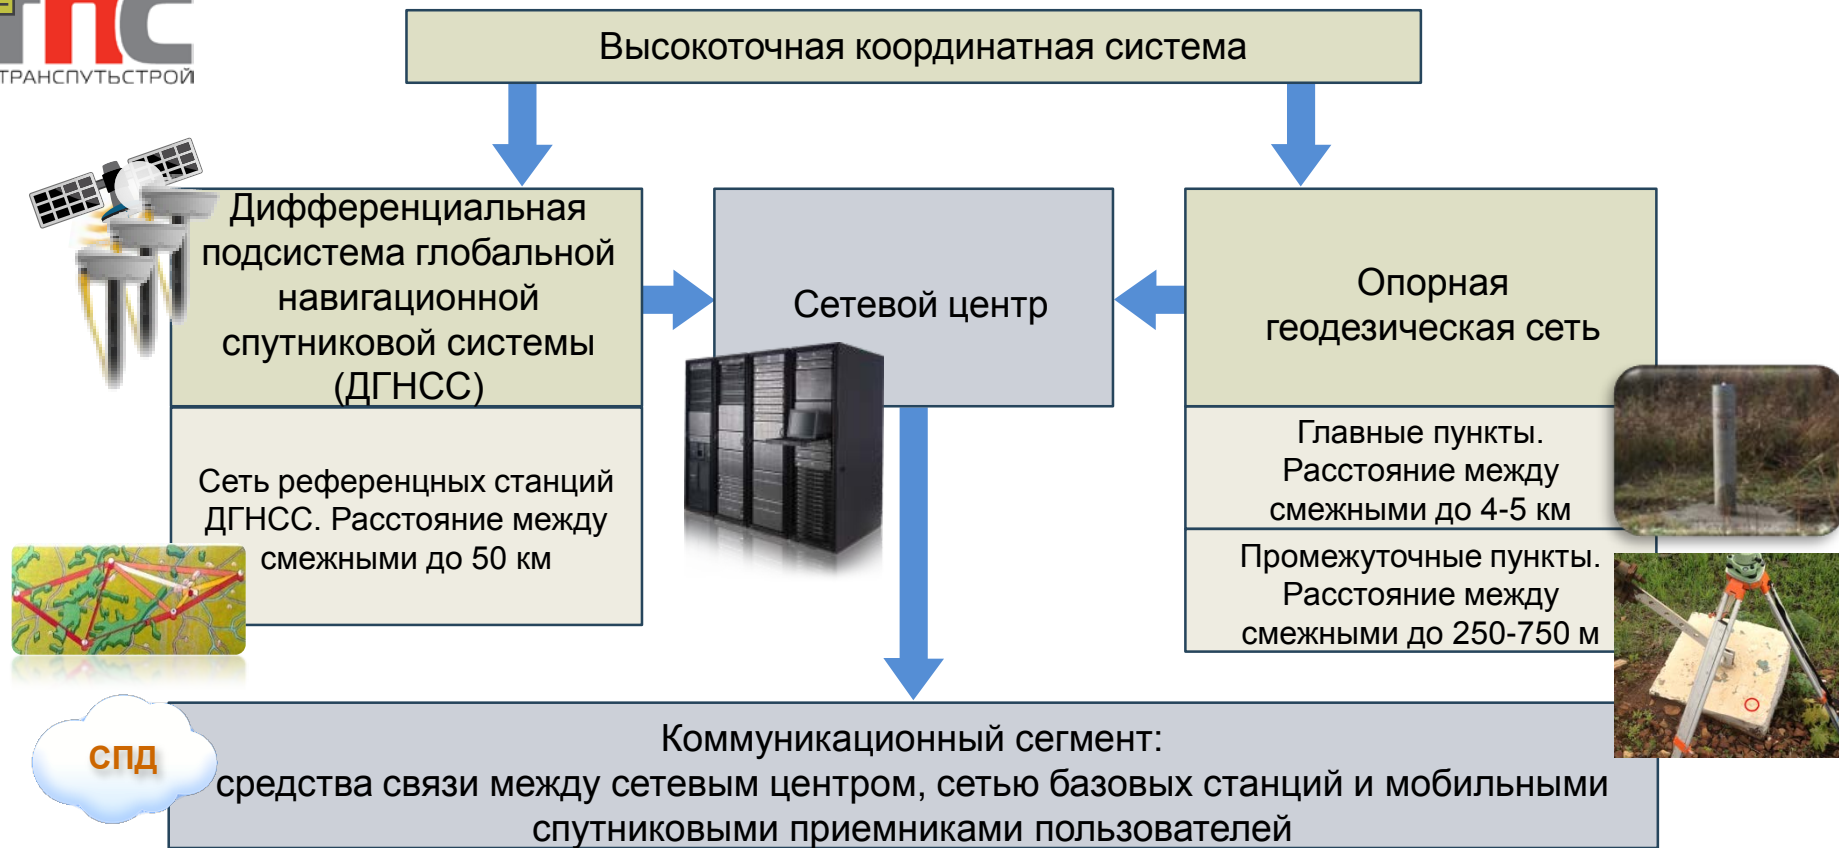 ТРАНСПУТЬСТРОЙ
Высокоточная координатная система
Дифференциальная
подсистема глобальной
навигационной
спутниковой системы
(ДГНСС)
Сеть референцных станций
ДГНСС. Расстояние между
смежными до 50 км
Сетевой центр
Опорная
геодезическая сеть
Главные пункты.
Расстояние между
смежными до 4-5 км
Промежуточные пункты.
Расстояние между
смежными до 250-750 м
СПД
Коммуникационный сегмент:
средства связи между сетевым центром, сетью базовых станций и мобильными
спутниковыми приемниками пользователей